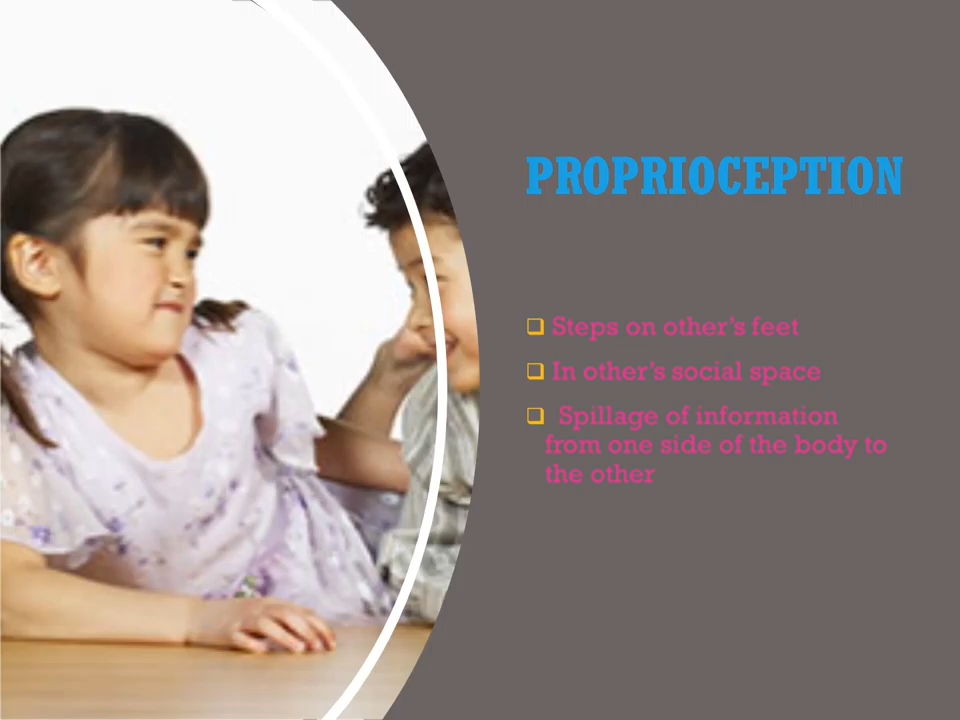 PROPRIOCEPTION
❑ Steps on other’s feet
❑ In other’s social space
❑ Spillage of information
from one side of the body to
the other